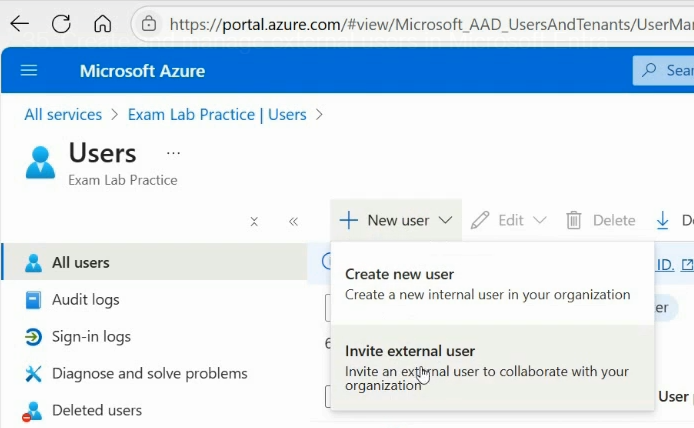 https://portal.azure.com/#view/Microsoft_AAD_UsersAndTenants/UserMa
Microsoft Azure
Sear
All services > Exam Lab Practice | Users >
Users ...
Exam Lab Practice
New user
Edit
Delete
All users
ID.
Create new user
Create a new internal user in your organization
Audit logs
Sign-in logs
Invite external user
Invite an external user to collaborate with your
organization
Diagnose and solve problems
User
Deleted users